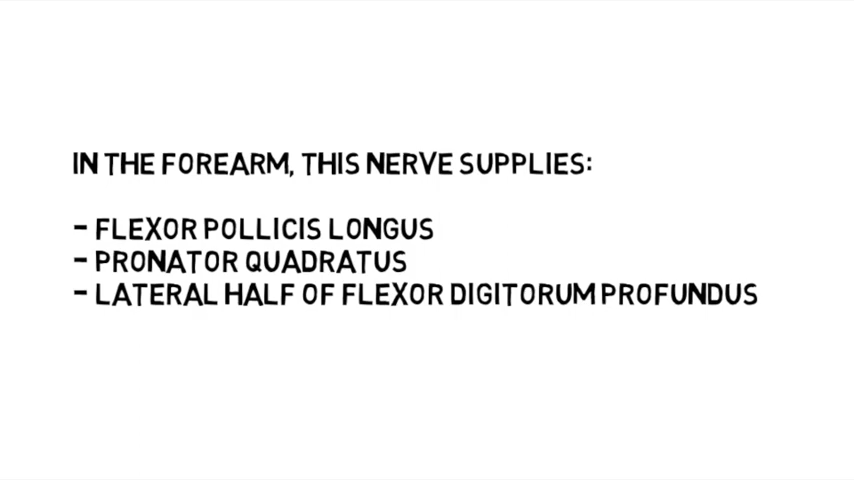 IN THE FOREARM, THIS NERVE SUPPLIES:
- FLEXOR POLLICIS LONGUS
- PRONATOR QUADRATUS
- LATERAL HALF OF FLEXOR DIGITORUM PROFUNDUS